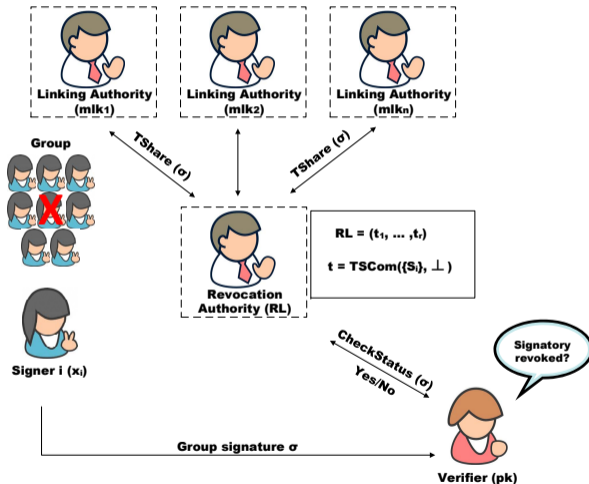 Linking Authority
(mlk₁)
Linking Authority
(mlk₂)
Linking Authority
(mlkₙ)
Group
TShare (σ)
TShare (σ)
RL = (t₁, ... ,tᵣ)
t = TSCom({Sᵢ}, ⊥ )
Revocation
Authority (RL)
Signer i (xᵢ)
CheckStatus (σ)
Yes/No
Signatory
revoked?
Group signature σ
Verifier (pk)